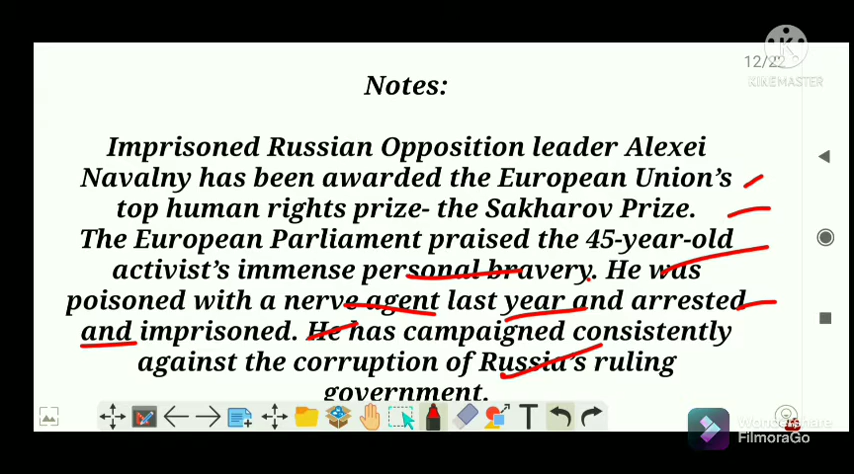 12/22
KINEMASTER
Notes:
Imprisoned Russian Opposition leader Alexei
Navalny has been awarded the European Union's
top human rights prize- the Sakharov Prize.
The European Parliament praised the 45-year-old
activist's immense personal bravery. He was
poisoned with a nerve agent last year and arrested
and imprisoned. He has campaigned consistently
against the corruption of Russia's ruling
government.
T
Wondershare
FilmoraGo